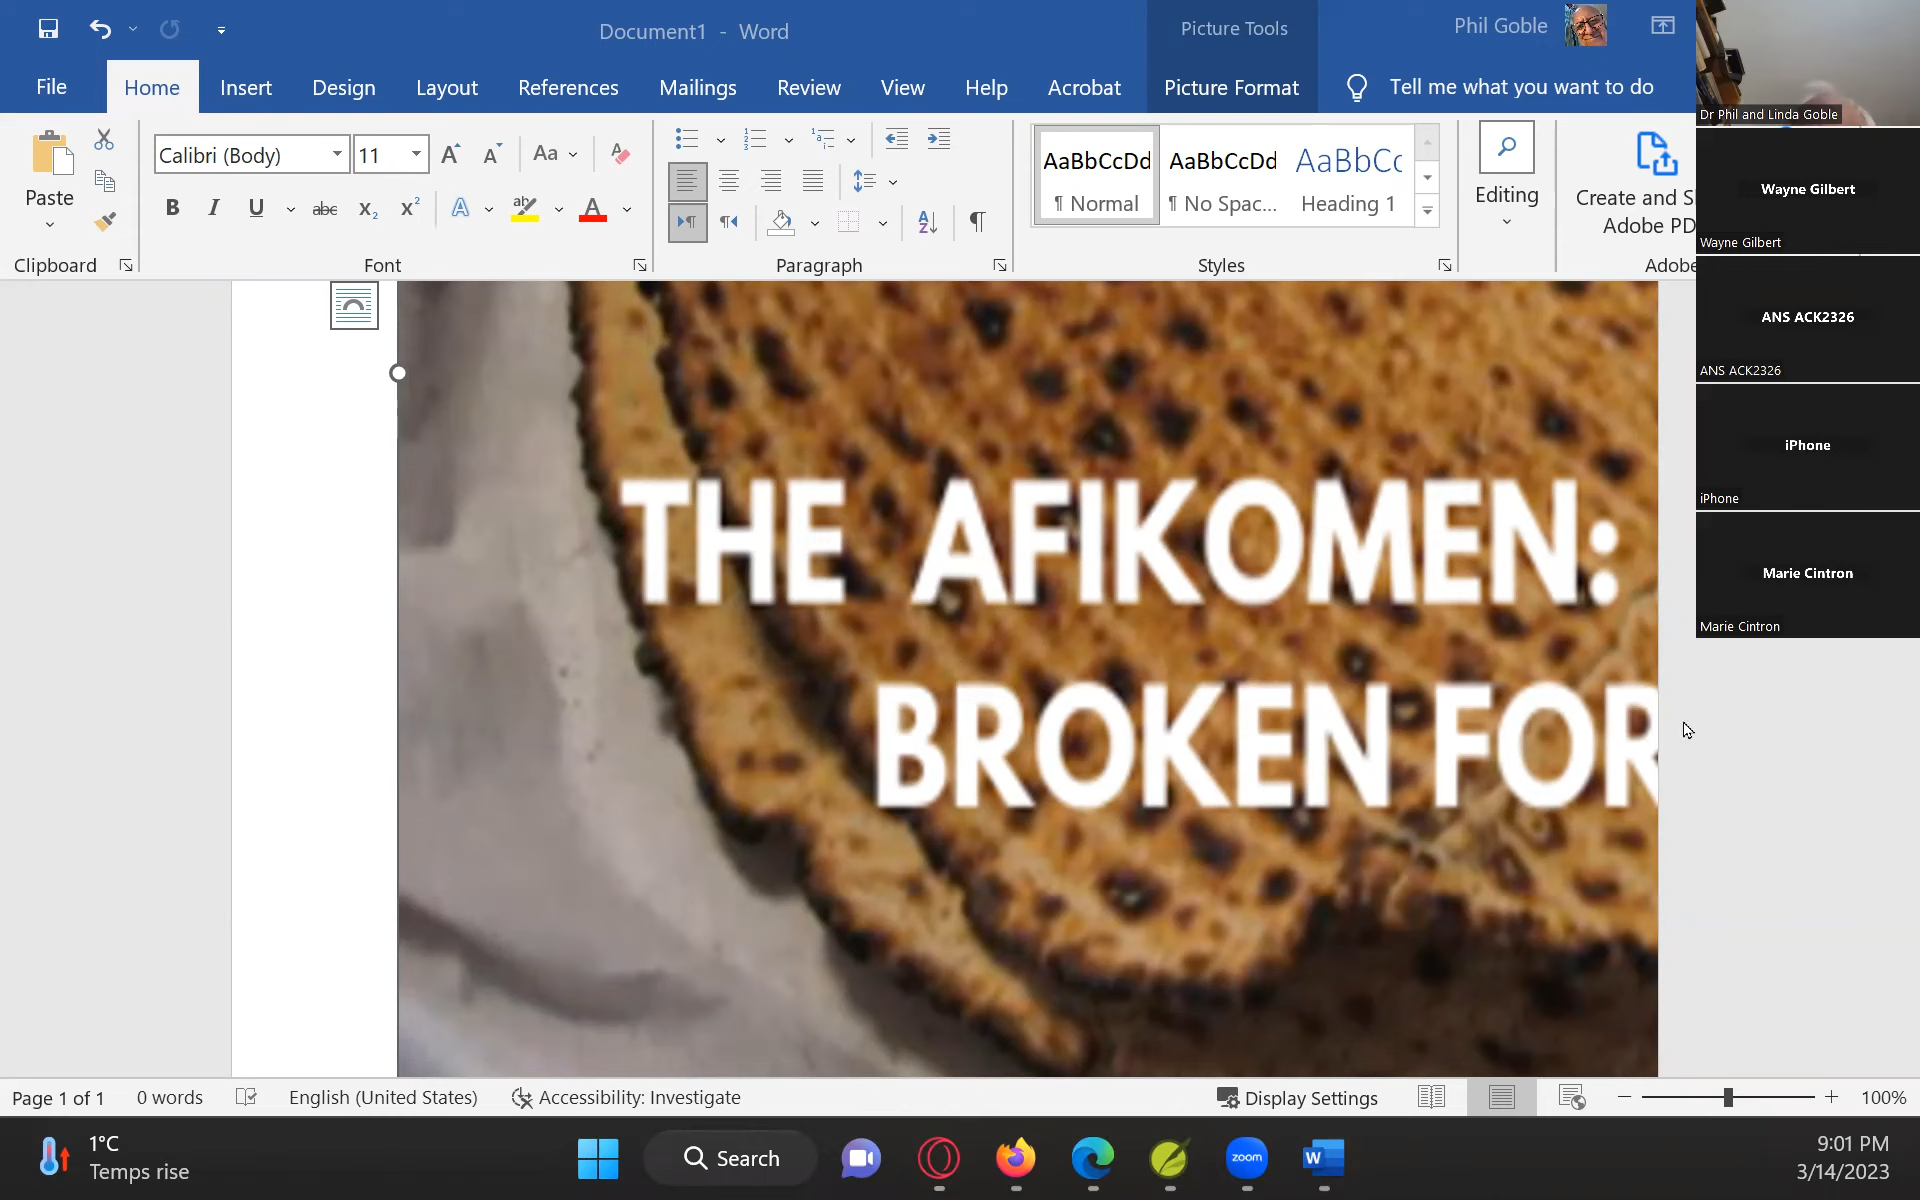 Document1 - Word
Picture Tools
Phil Goble
File
Home
Insert
Design
Layout
References
Mailings
Review
View
Help
Acrobat
Picture Format
Tell me what you want to do
Dr Phil and Linda Goble
Paste
Calibri (Body)
11
Aa
B I U abc X₂ X²
Clipboard
Font
Paragraph
AaBbCcDd
¶ Normal
AaBbCcDd
¶ No Spac...
AaBbCc
Heading 1
Styles
Editing
Create and S
Adobe PD
Adobe
Wayne Gilbert
Wayne Gilbert
ANS ACK2326
ANS ACK2326
iPhone
iPhone
Marie Cintron
Marie Cintron
THE AFIKOMEN:
BROKEN FOR
Page 1 of 1
0 words
English (United States)
Accessibility: Investigate
Display Settings
100%
1°C
Temps rise
Search
zoom
W
9:01 PM
3/14/2023